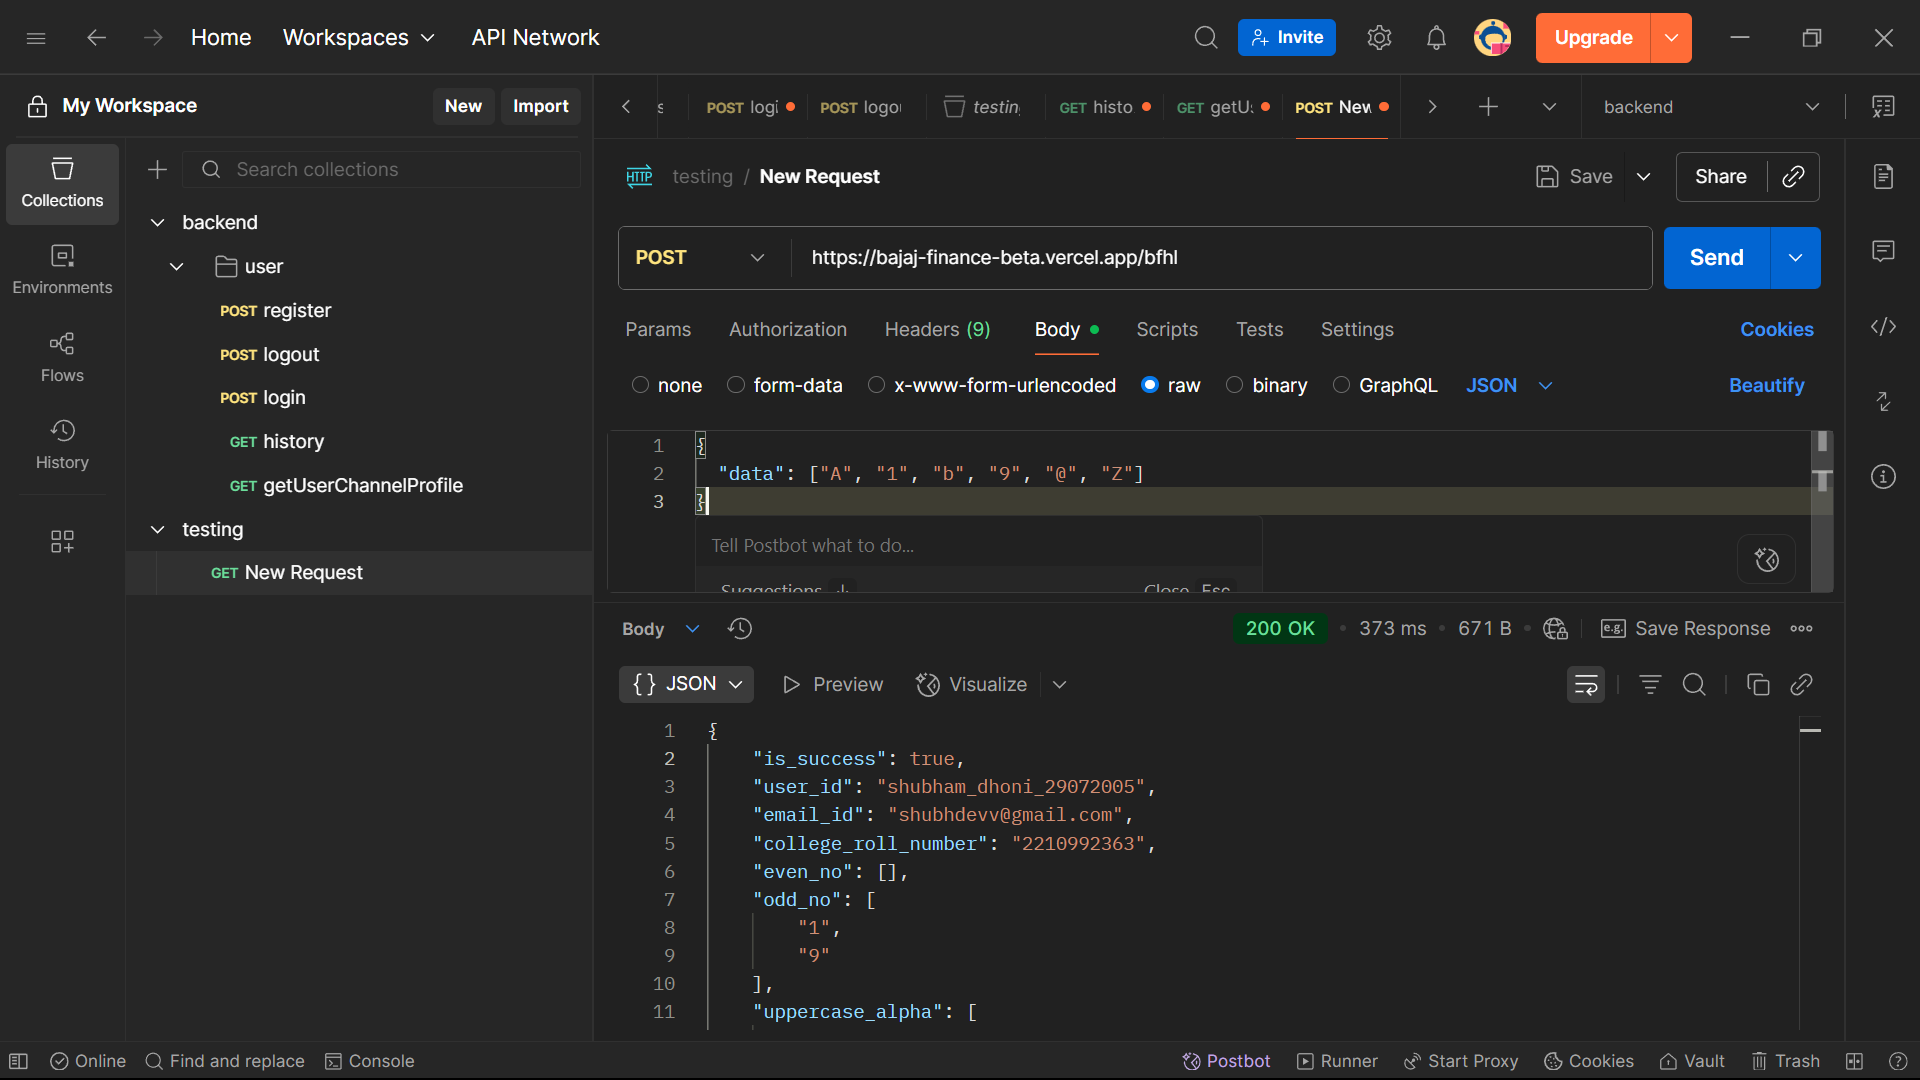 Home
Workspaces
API Network
Invite
Upgrade
My Workspace
New
Import
POST logi
POST logou
testin
GET histo
GET getU
POST New
backend
Collections
Environments
Flows
History
Search collections
backend
user
POST register
POST logout
POST login
GET history
GET getUserChannelProfile
testing
GET New Request
HTTP testing / New Request
Save
Share
POST
https://bajaj-finance-beta.vercel.app/bfhl
Send
Params
Authorization
Headers (9)
Body
Scripts
Tests
Settings
Cookies
none
form-data
x-www-form-urlencoded
raw
binary
GraphQL
JSON
Beautify
1 {
2 "data": ["A", "1", "b", "9", "@", "Z"]
3 }
Tell Postbot what to do...
Suggestions
Close Esc
Body
200 OK
373 ms
671 B
e.g. Save Response
{} JSON
Preview
Visualize
1 {
2 "is_success": true,
3 "user_id": "shubham_dhoni_29072005",
4 "email_id": "shubhdevv@gmail.com",
5 "college_roll_number": "2210992363",
6 "even_no": [],
7 "odd_no": [
8 "1",
9 "9"
10 ],
11 "uppercase_alpha": [
Online
Find and replace
Console
Postbot
Runner
Start Proxy
Cookies
Vault
Trash